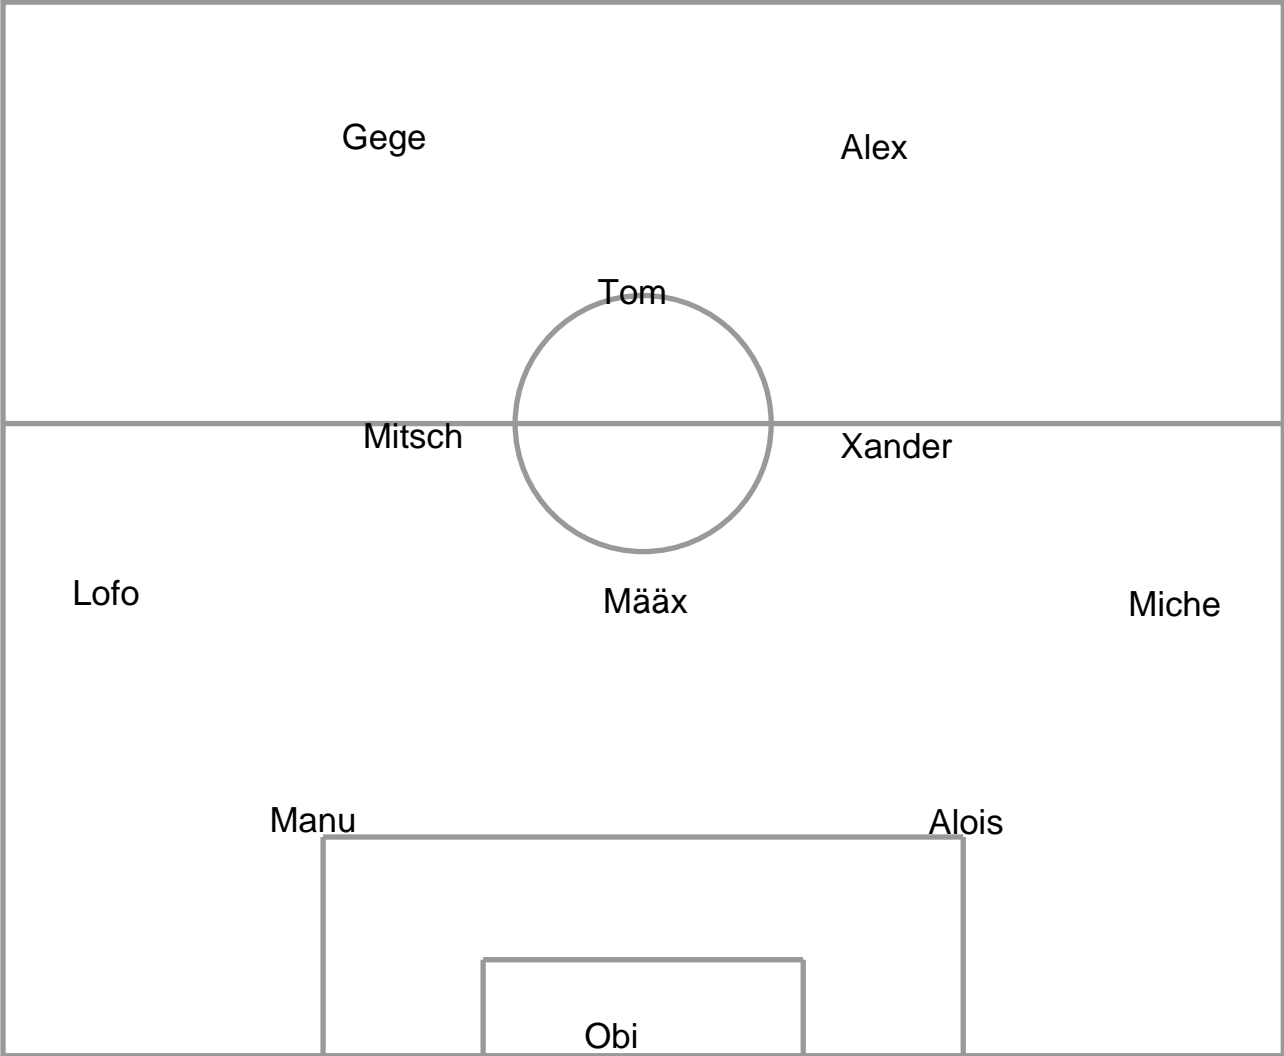 Gege
Alex
Tom
Mitsch
Xander
Lofo
Määx
Miche
Manu
Alois
Obi